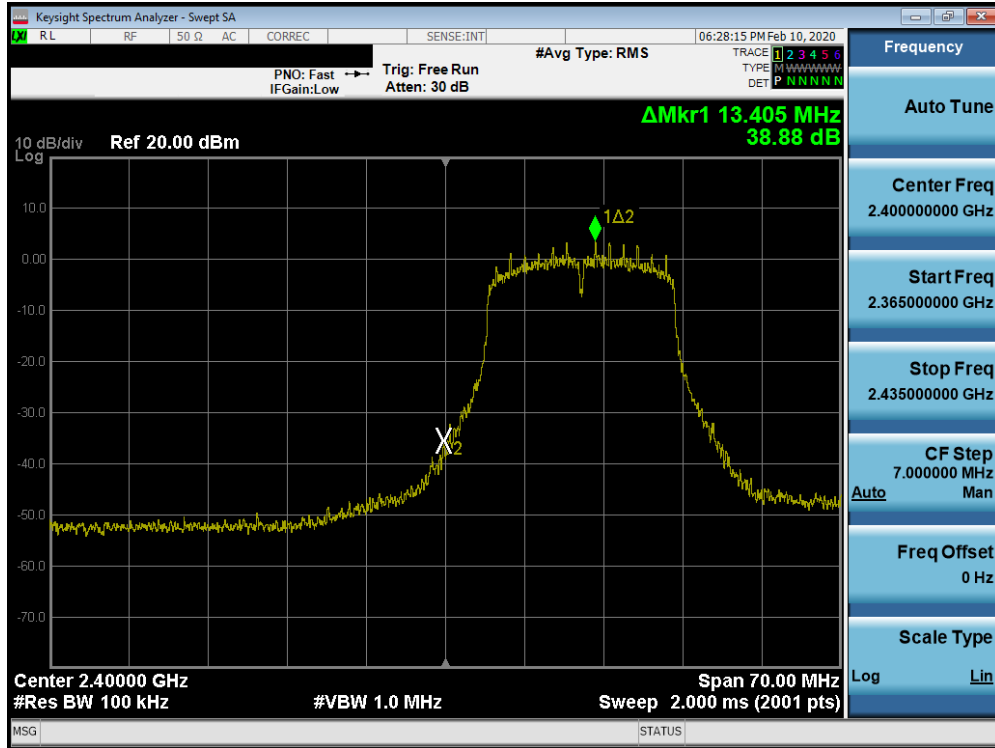 Keysight Spectrum Analyzer - Swept SA
LXI RL RF 50 Ω AC CORREC SENSE:INT 06:28:15 PM Feb 10, 2020
#Avg Type: RMS TRACE 1 2 3 4 5 6
PNO: Fast Trig: Free Run TYPE M WWWWW
IFGain:Low Atten: 30 dB DET P NNNNN
ΔMkr1 13.405 MHz
38.88 dB
10 dB/div Ref 20.00 dBm
Log
1Δ2
10.0
0.00
-10.0
-20.0
-30.0
X2
-40.0
-50.0
-60.0
-70.0
Center 2.40000 GHz Span 70.00 MHz
#Res BW 100 kHz #VBW 1.0 MHz Sweep 2.000 ms (2001 pts)
MSG STATUS
Frequency
Auto Tune
Center Freq
2.400000000 GHz
Start Freq
2.365000000 GHz
Stop Freq
2.435000000 GHz
CF Step
7.000000 MHz
Auto Man
Freq Offset
0 Hz
Scale Type
Log Lin